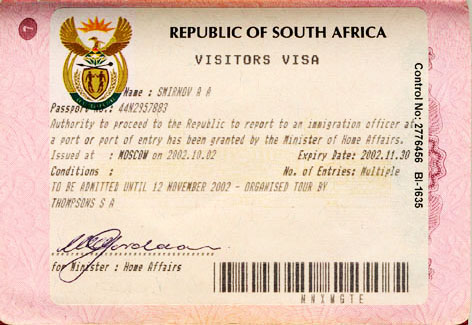 7
REPUBLIC OF SOUTH AFRICA
VISITORS VISA
Name : SMIRNOV A A
Passport No.: 44N2957883
Authority to proceed to the Republic to report to an immigration officer at
a port or port of entry has been granted by the Minister of Home Affairs.
Issued at : MOSCOW on 2002.10.02 Expiry Date: 2002.11.30
Conditions : No. of Entries: Multiple
TO BE ADMITTED UNTIL 12 NOVEMBER 2002 - ORGANISED TOUR BY
THOMPSONS S A
for Minister : Home Affairs
HNXWGTE
Control No: 2776456 BI-1635